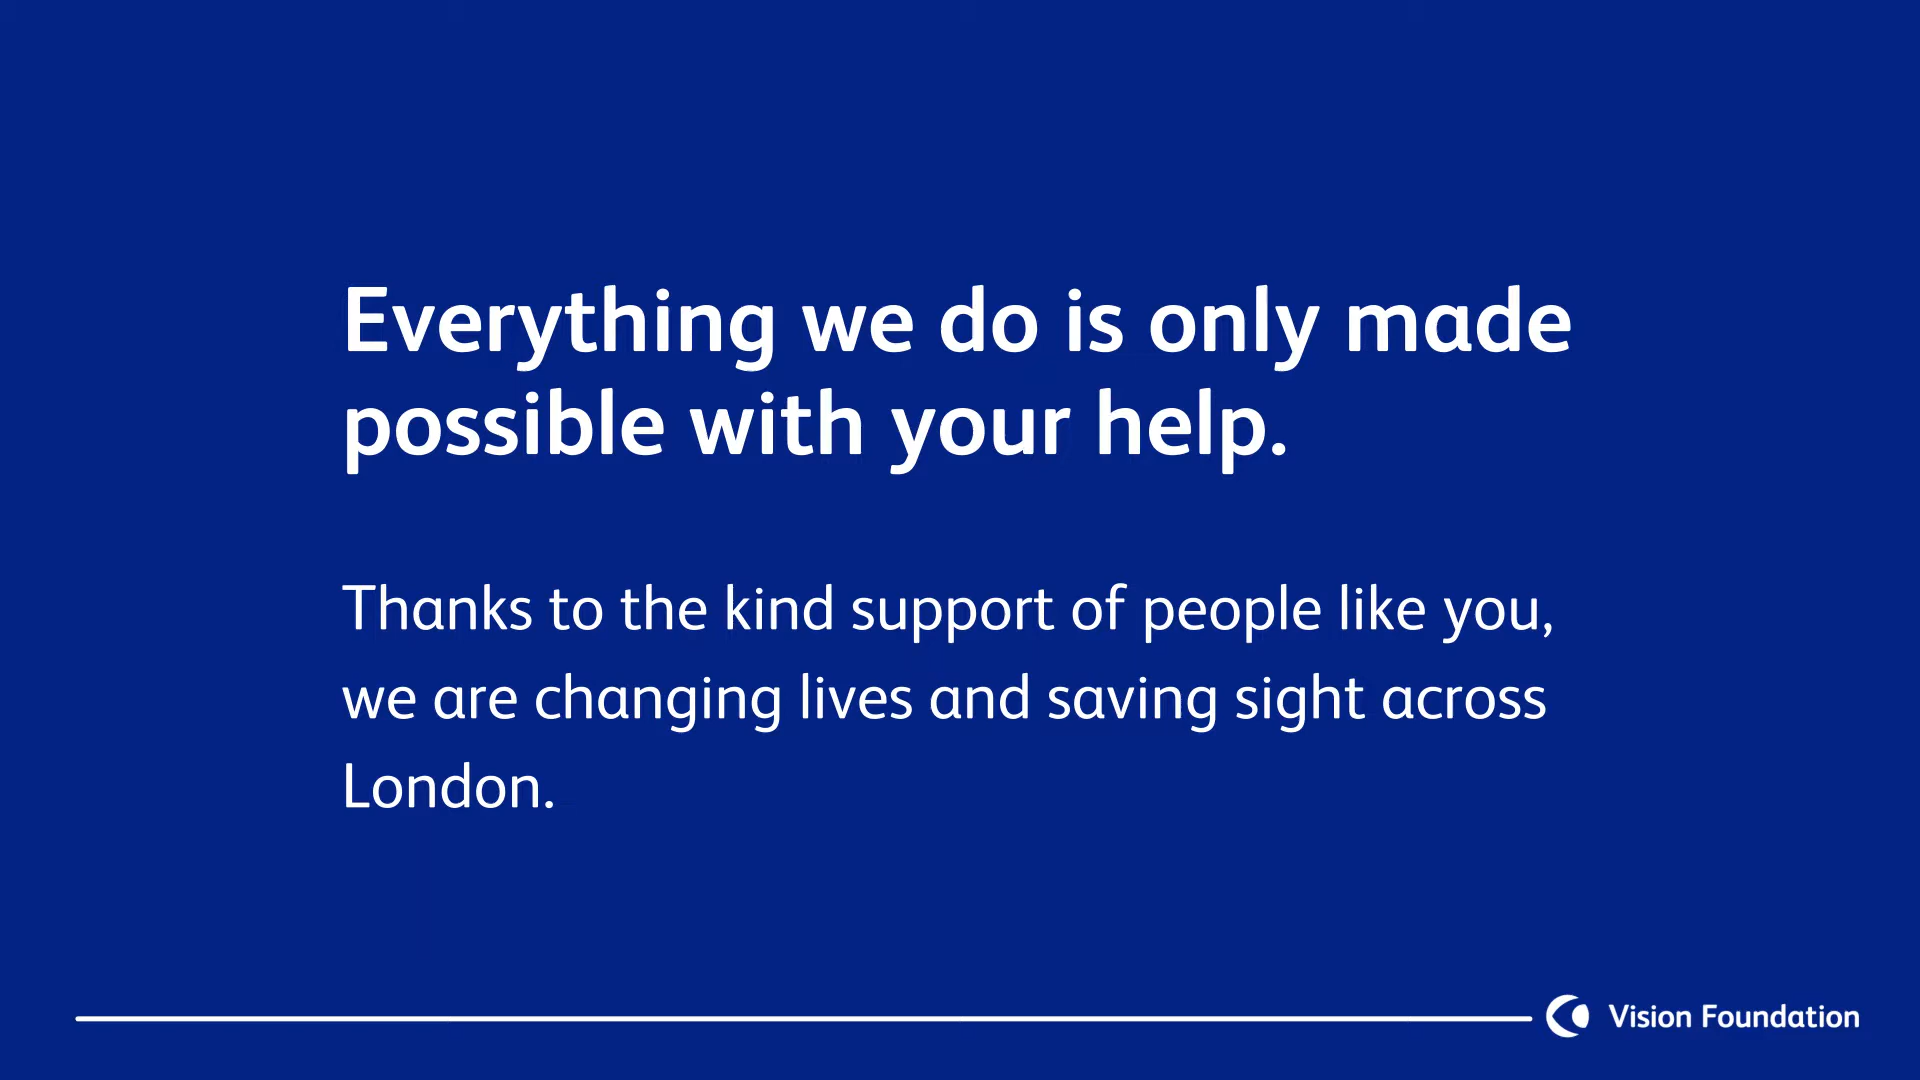 Everything we do is only made
possible with your help.
Thanks to the kind support of people like you,
we are changing lives and saving sight across
London.
Vision Foundation